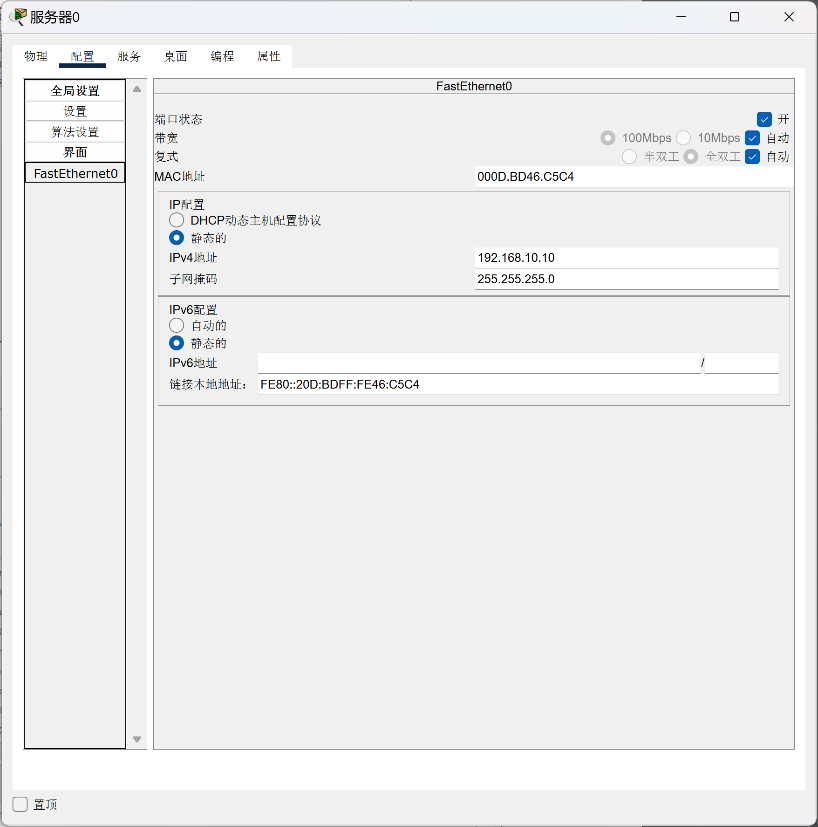 服务器0
物理 配置 服务 桌面 编程 属性
全局设置
设置
算法设置
界面
FastEthernet0
FastEthernet0
端口状态 开
带宽 100Mbps 10Mbps 自动
复式 半双工 全双工 自动
MAC地址 000D.BD46.C5C4
IP配置
DHCP动态主机配置协议
静态的
IPv4地址 192.168.10.10
子网掩码 255.255.255.0
IPv6配置
自动的
静态的
IPv6地址 /
链接本地地址: FE80::20D:BDFF:FE46:C5C4
置顶